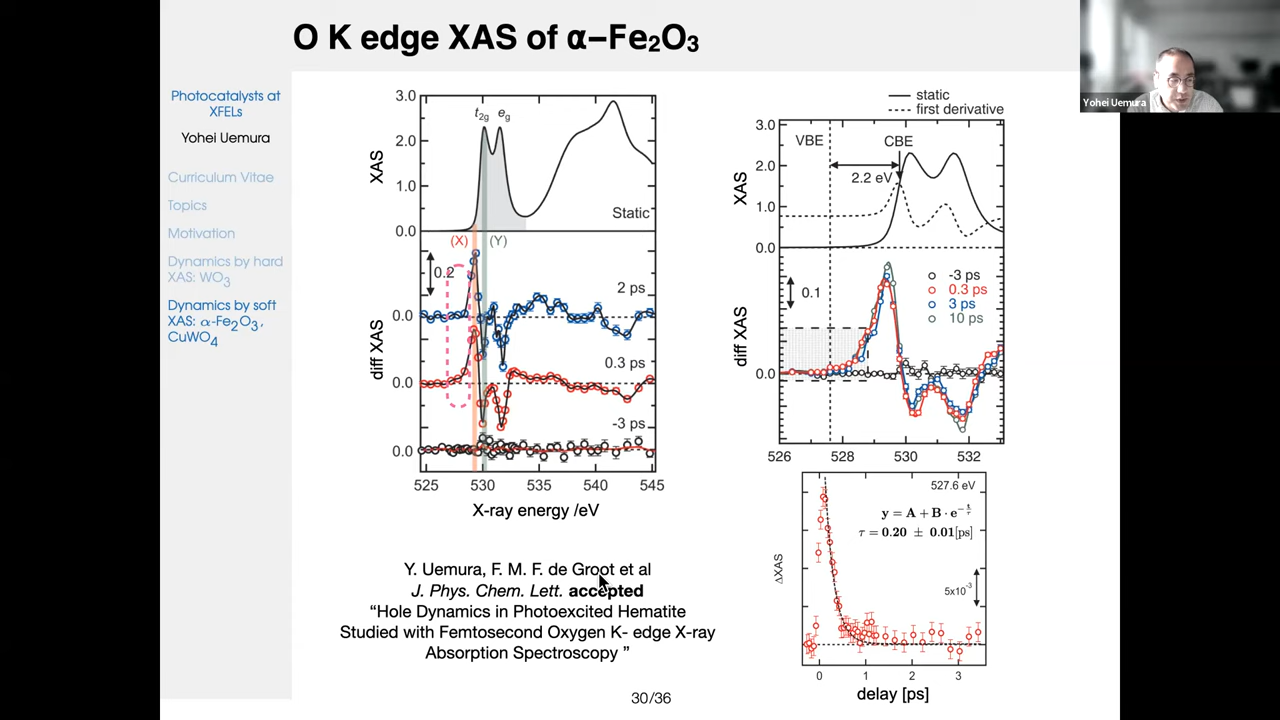 O K edge XAS of α−Fe₂O₃
Yohei Uemura
Photocatalysts at
XFELs
Yohei Uemura
Curriculum Vitae
Topics
Motivation
Dynamics by hard
XAS: WO₃
Dynamics by soft
XAS: α-Fe₂O₃,
CuWO₄
XAS
3.0
2.0
1.0
0.0
t₂g
e_g
Static
(X)
(Y)
diff XAS
0.2
0.0
2 ps
0.0
0.3 ps
0.0
-3 ps
525
530
535
540
545
X-ray energy /eV
static
first derivative
XAS
3.0
2.0
1.0
0.0
VBE
CBE
2.2 eV
diff XAS
0.1
0.0
-3 ps
0.3 ps
3 ps
10 ps
526
528
530
532
527.6 eV
y = A + B · e^{-t/τ}
τ = 0.20 ± 0.01[ps]
5x10⁻³
ΔXAS
0
1
2
3
delay [ps]
Y. Uemura, F. M. F. de Groot et al
J. Phys. Chem. Lett. accepted
“Hole Dynamics in Photoexcited Hematite
Studied with Femtosecond Oxygen K- edge X-ray
Absorption Spectroscopy ”
30/36